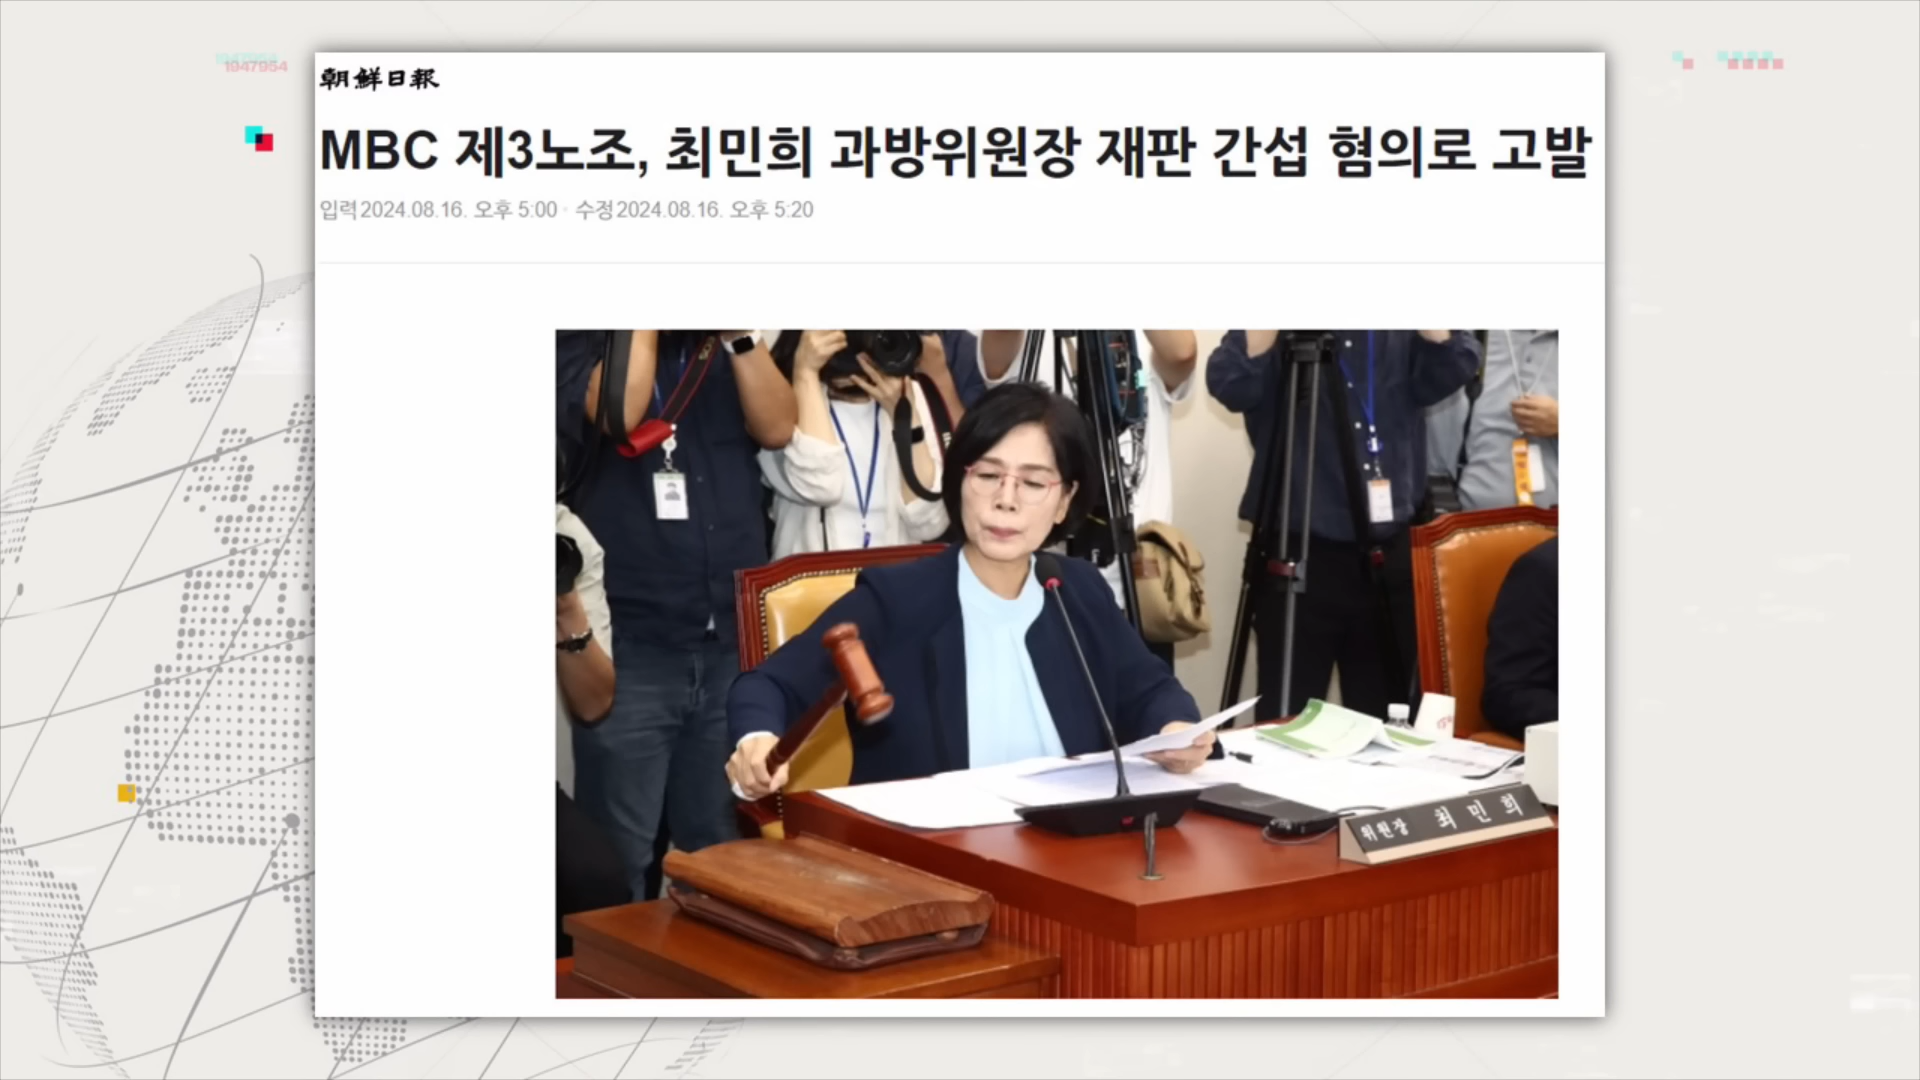 1947954
朝鮮日報
MBC 제3노조, 최민희 과방위원장 재판 간섭 혐의로 고발
입력 2024.08.16. 오후 5:00 · 수정 2024.08.16. 오후 5:20
위원장 최민희